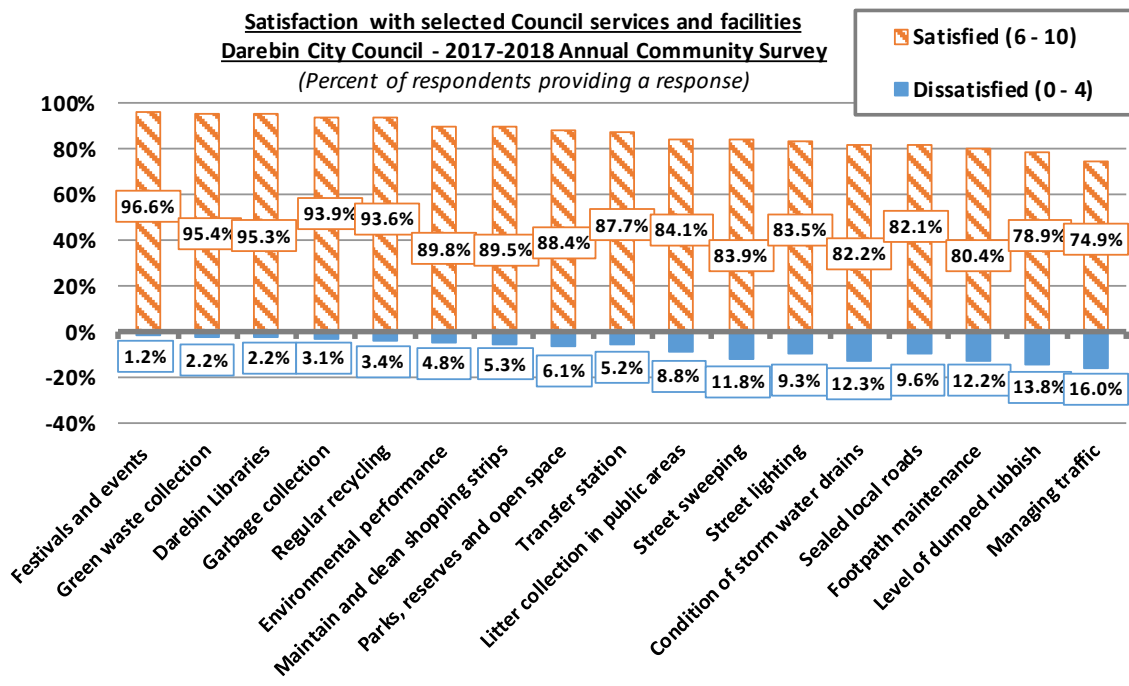 Satisfaction with selected Council services and facilities
Darebin City Council - 2017-2018 Annual Community Survey
(Percent of respondents providing a response)
Satisfied (6 - 10)
Dissatisfied (0 - 4)
100%
80%
60%
40%
20%
0%
-20%
-40%
96.6%
95.4%
95.3%
93.9%
93.6%
89.8%
89.5%
88.4%
87.7%
84.1%
83.9%
83.5%
82.2%
82.1%
80.4%
78.9%
74.9%
1.2%
2.2%
2.2%
3.1%
3.4%
4.8%
5.3%
6.1%
5.2%
8.8%
11.8%
9.3%
12.3%
9.6%
12.2%
13.8%
16.0%
Festivals and events
Green waste collection
Darebin Libraries
Garbage collection
Regular recycling
Environmental performance
Maintain and clean shopping strips
Parks, reserves and open space
Transfer station
Litter collection in public areas
Street sweeping
Street lighting
Condition of storm water drains
Sealed local roads
Footpath maintenance
Level of dumped rubbish
Managing traffic